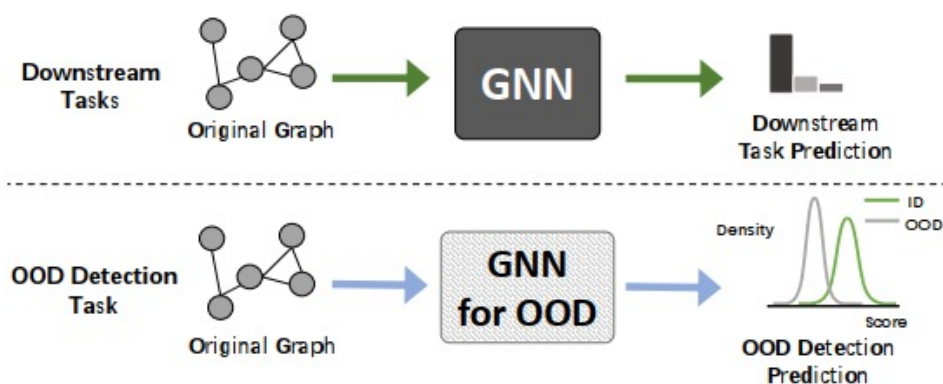 Downstream
Tasks
Original Graph
GNN
Downstream
Task Prediction
OOD Detection
Task
Original Graph
GNN
for OOD
Density
ID
OOD
Score
OOD Detection
Prediction